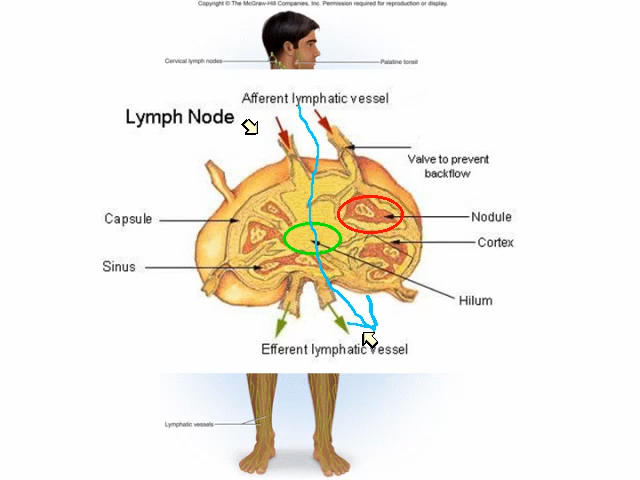 Copyright © The McGraw-Hill Companies, Inc. Permission required for reproduction or display.
Cervical lymph nodes
Palatine tonsil
Afferent lymphatic vessel
Lymph Node
Valve to prevent
backflow
Capsule
Nodule
Cortex
Sinus
Hilum
Efferent lymphatic vessel
Lymphatic vessels